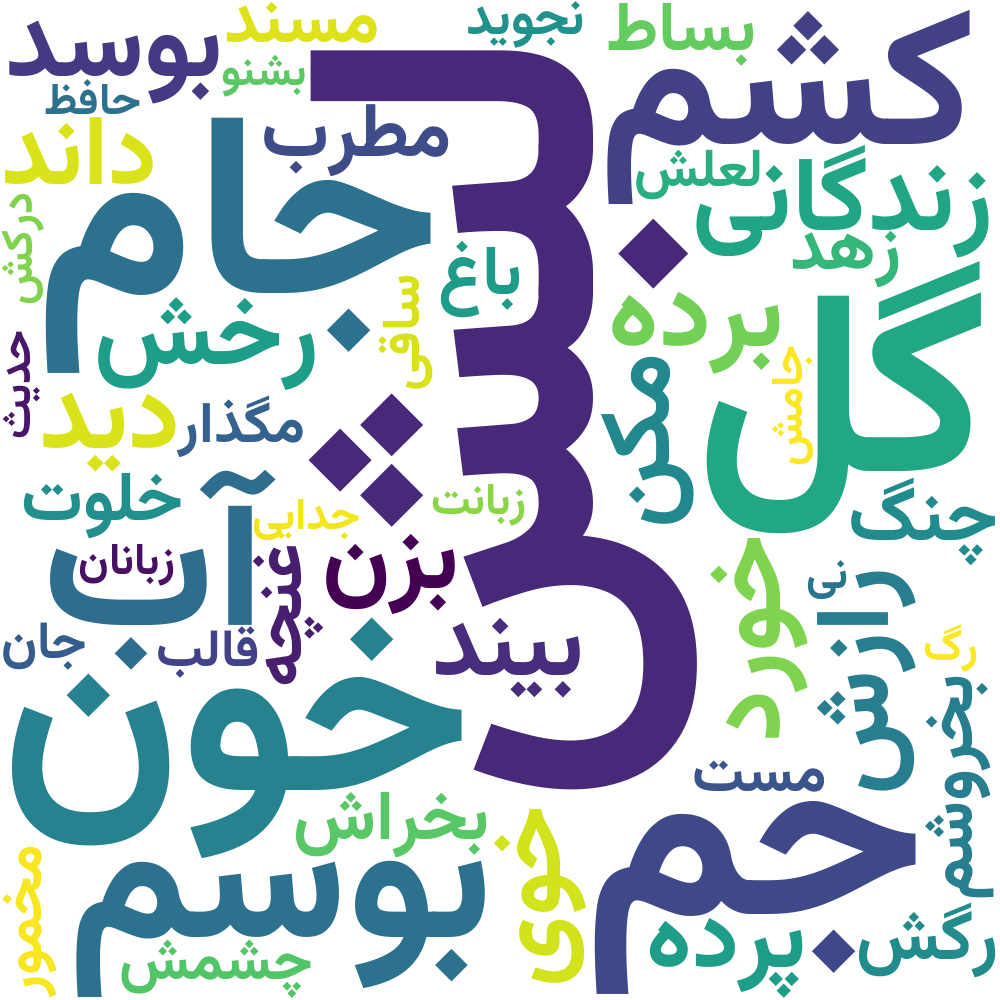 کشم
بساط
نجوید
مسند
بوسد
بشنو
حافظ
لبش
مطرب
جام
داند
لعلش
زندگانی
زهد
درکش
باغ
ساقی
برده
گل
رخش
حدیث
مکن
جامش
دید
مگذار
خلوت
زبانت
جدایی
چنگ
آب
زبانان
غنچه
بزن
خورد
نی
رازش
جان
قالب
بیند
رگ
خون
بخروشم
مست
بخراش
جم
خوی
بوسم
مخمور
چشمش
پرده
رگش